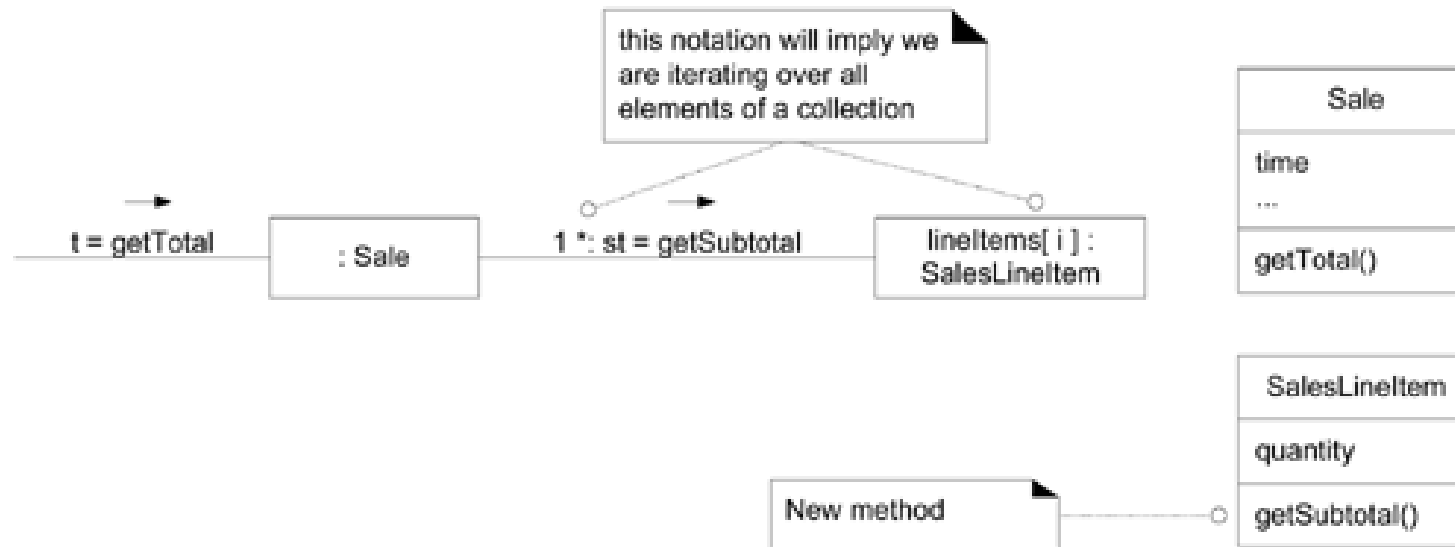 this notation will imply we
are iterating over all
elements of a collection
t = getTotal
: Sale
1 *: st = getSubtotal
lineItems[ i ] :
SalesLineItem
Sale
time
...
getTotal()
SalesLineItem
quantity
getSubtotal()
New method